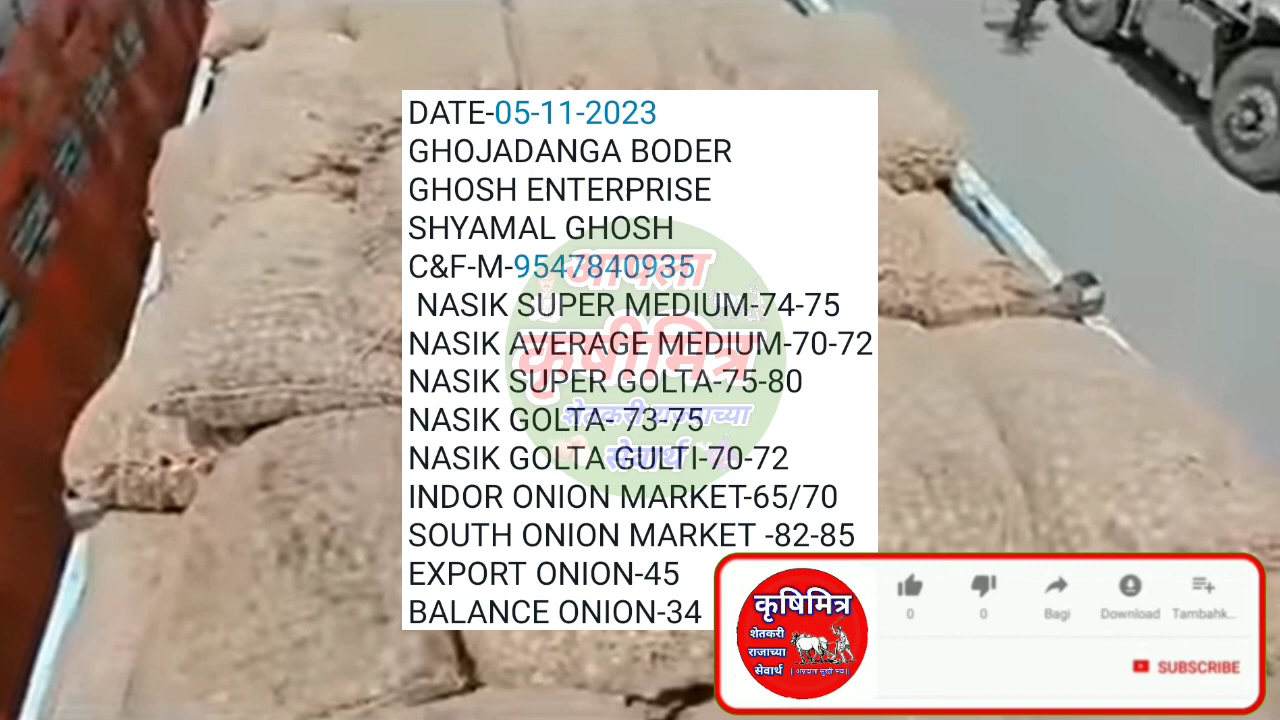 DATE-05-11-2023
GHOJADANGA BODER
GHOSH ENTERPRISE
SHYAMAL GHOSH
C&F-M-9547840935
NASIK SUPER MEDIUM-74-75
NASIK AVERAGE MEDIUM-70-72
NASIK SUPER GOLTA-75-80
NASIK GOLTA- 73-75
NASIK GOLTA GULTI-70-72
INDOR ONION MARKET-65/70
SOUTH ONION MARKET -82-85
EXPORT ONION-45
BALANCE ONION-34
आपला
कृषीमित्र
शेतकरी राजाच्या
सेवार्थ
कृषिमित्र
शेतकरी
राजाच्या
सेवार्थ
0
0
Bagi
Download
Tambahk...
SUBSCRIBE